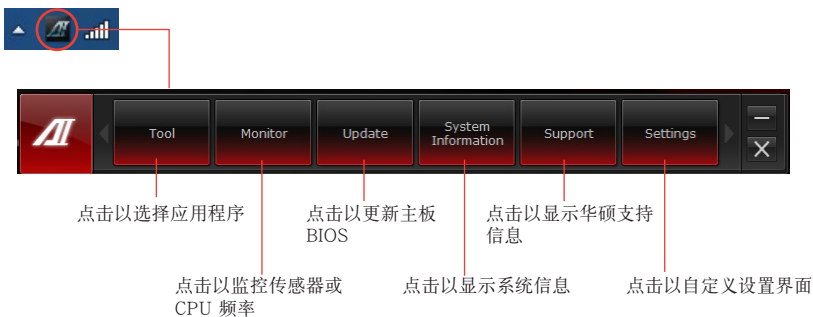 Tool
Monitor
Update
System
Information
Support
Settings
点击以选择应用程序
点击以更新主板
BIOS
点击以显示华硕支持
信息
点击以监控传感器或
CPU 频率
点击以显示系统信息
点击以自定义设置界面